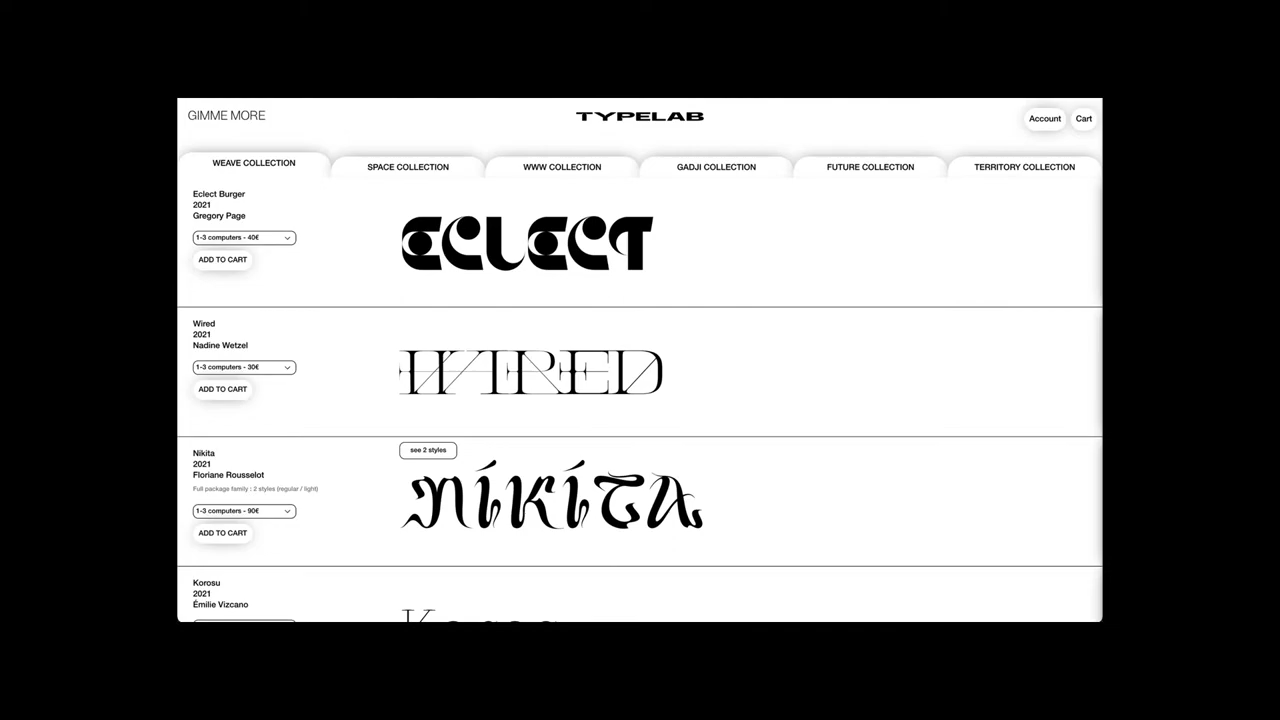 GIMME MORE
TYPELAB
Account
Cart
WEAVE COLLECTION
SPACE COLLECTION
WWW COLLECTION
GADJI COLLECTION
FUTURE COLLECTION
TERRITORY COLLECTION
Eclect Burger
2021
Gregory Page
1-3 computers - 40€
ADD TO CART
ECLECT
Wired
2021
Nadine Wetzel
1-3 computers - 30€
ADD TO CART
WIRED
Nikita
2021
Floriane Rousselot
Full package family : 2 styles (regular / light)
1-3 computers - 90€
ADD TO CART
see 2 styles
NÍKÍTA
Korosu
2021
Émilie Vizcano